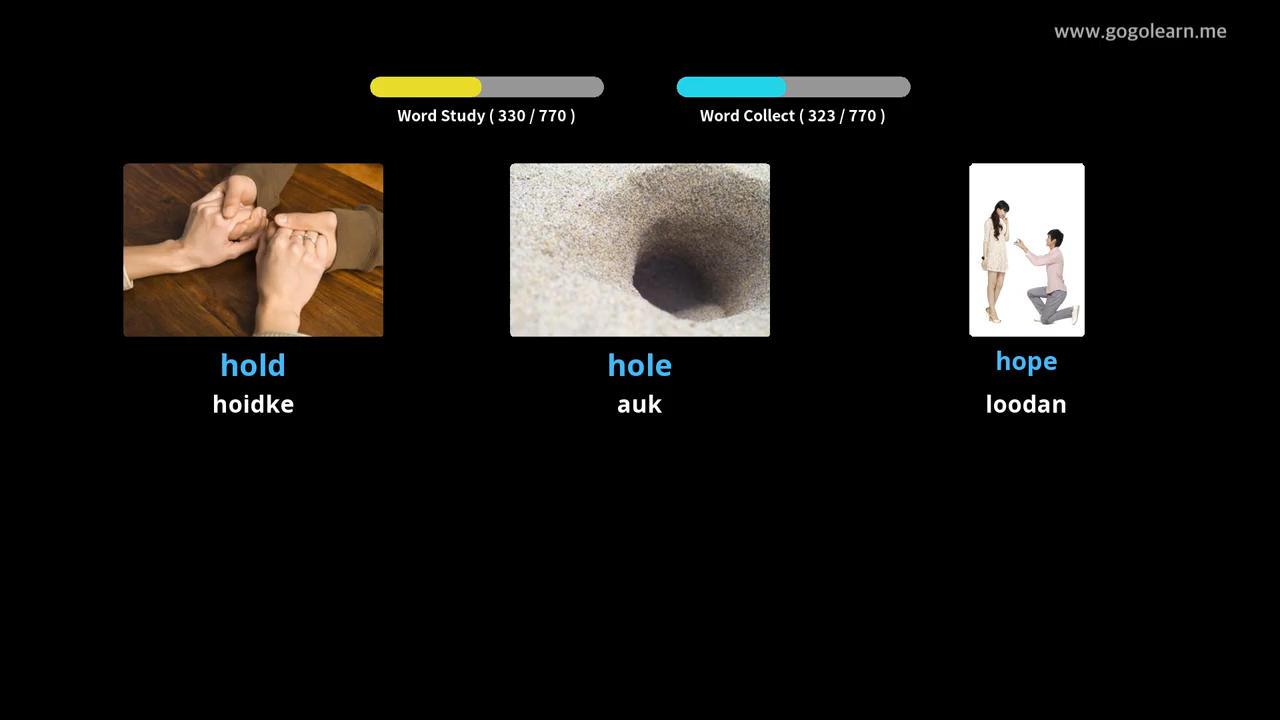 www.gogolearn.me
Word Study ( 330 / 770 )
Word Collect ( 323 / 770 )
hold
hoidke
hole
auk
hope
loodan